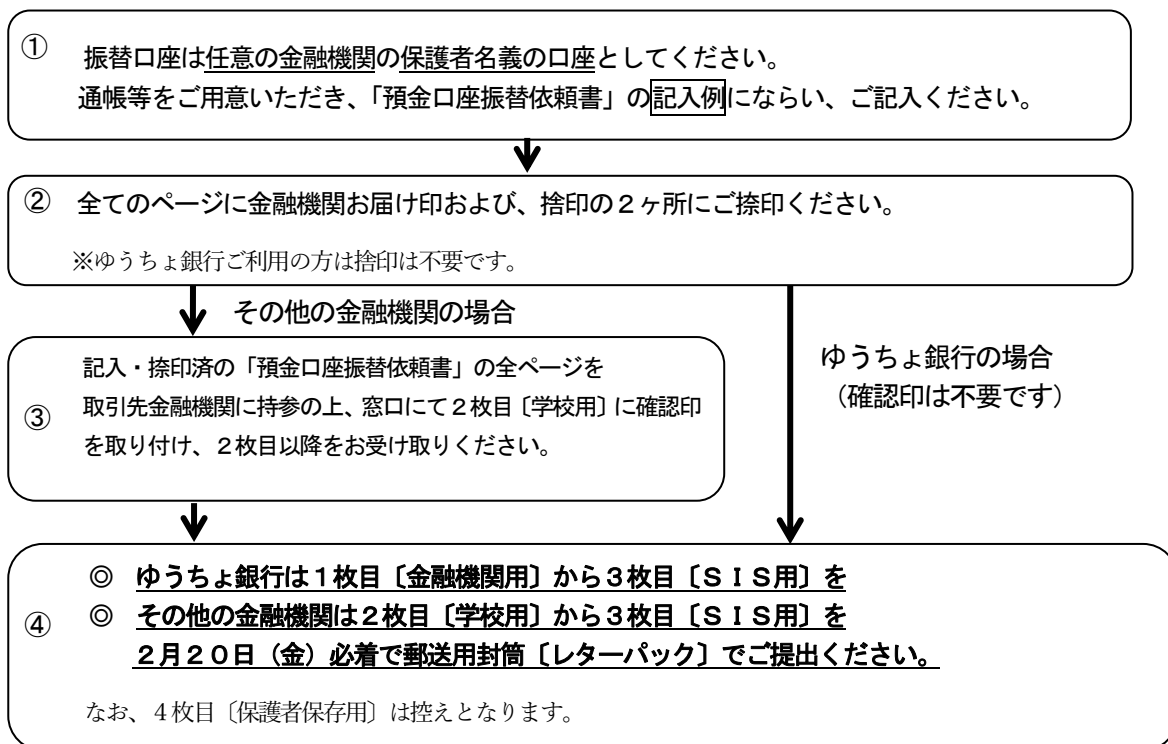 ① 振替口座は任意の金融機関の保護者名義の口座としてください。
通帳等をご用意いただき、「預金口座振替依頼書」の記入例にならい、ご記入ください。
② 全てのページに金融機関お届け印および、捨印の２ヶ所にご捺印ください。
※ゆうちょ銀行ご利用の方は捨印は不要です。
その他の金融機関の場合
ゆうちょ銀行の場合
（確認印は不要です）
記入・捺印済の「預金口座振替依頼書」の全ページを
③ 取引先金融機関に持参の上、窓口にて２枚目〔学校用〕に確認印
を取り付け、２枚目以降をお受け取りください。
◎ ゆうちょ銀行は１枚目〔金融機関用〕から３枚目〔ＳＩＳ用〕を
④ ◎ その他の金融機関は２枚目〔学校用〕から３枚目〔ＳＩＳ用〕を
２月２０日（金）必着で郵送用封筒〔レターパック〕でご提出ください。
なお、４枚目〔保護者保存用〕は控えとなります。